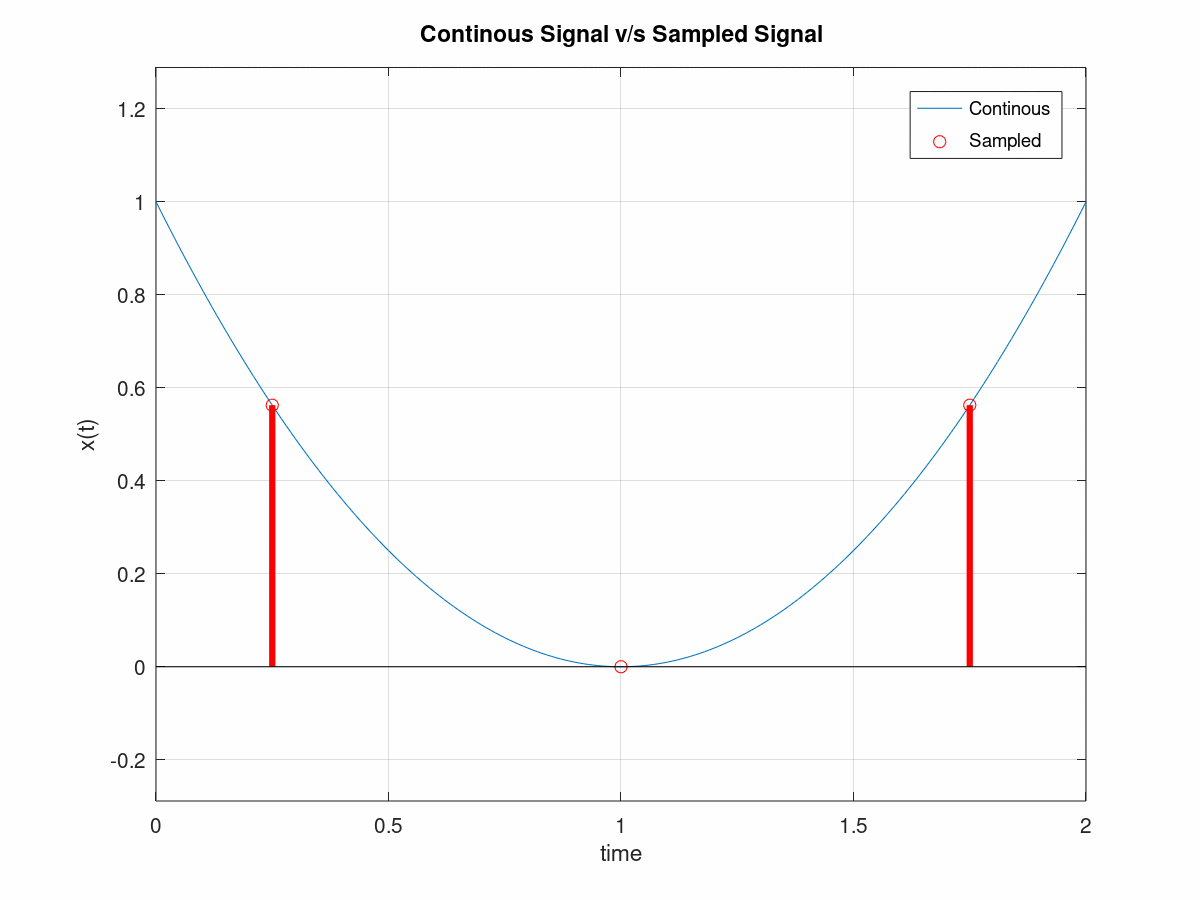 Continous Signal v/s Sampled Signal
Continous
Sampled
1.2
1
0.8
0.6
0.4
0.2
0
-0.2
x(t)
0 0.5 1 1.5 2
time